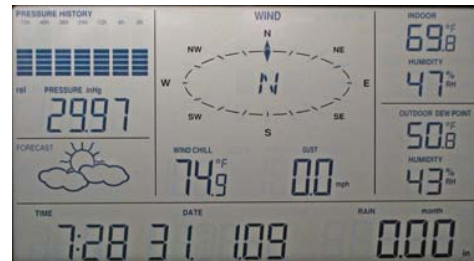 PRESSURE HISTORY
rel PRESSURE inHg
29.97
FORECAST
WIND
N
NW
NE
W
N
E
SW
SE
S
WIND CHILL
74.9 °F
GUST
0.0 mph
INDOOR
69.8 °F
HUMIDITY
47 % RH
OUTDOOR DEW POINT
50.8 °F
HUMIDITY
43 % RH
TIME
7:28
DATE
31. 1.09
RAIN month
0.00 in